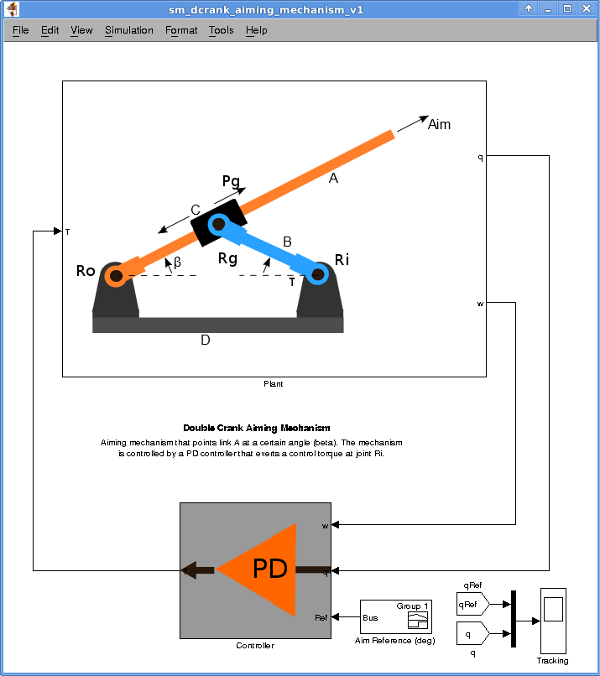 sm_dcrank_aiming_mechanism_v1
File Edit View Simulation Format Tools Help
Aim
A
Pg
C
B
β
Rg
Ro
Ri
T
D
T
q
w
Plant
Double Crank Aiming Mechanism
Aiming mechanism that points link A at a certain angle (beta). The mechanism
is controlled by a PD controller that exerts a control torque at joint Ri.
PD
w
q
Ref
Controller
Group 1
Bus
Aim Reference (deg)
qRef
qRef
q
q
Tracking